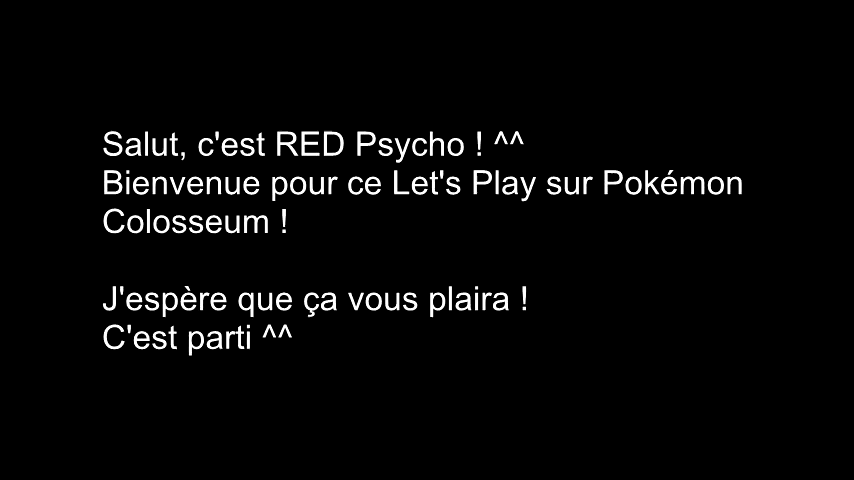 Salut, c'est RED Psycho ! ^^
Bienvenue pour ce Let's Play sur Pokémon
Colosseum !
J'espère que ça vous plaira !
C'est parti ^^